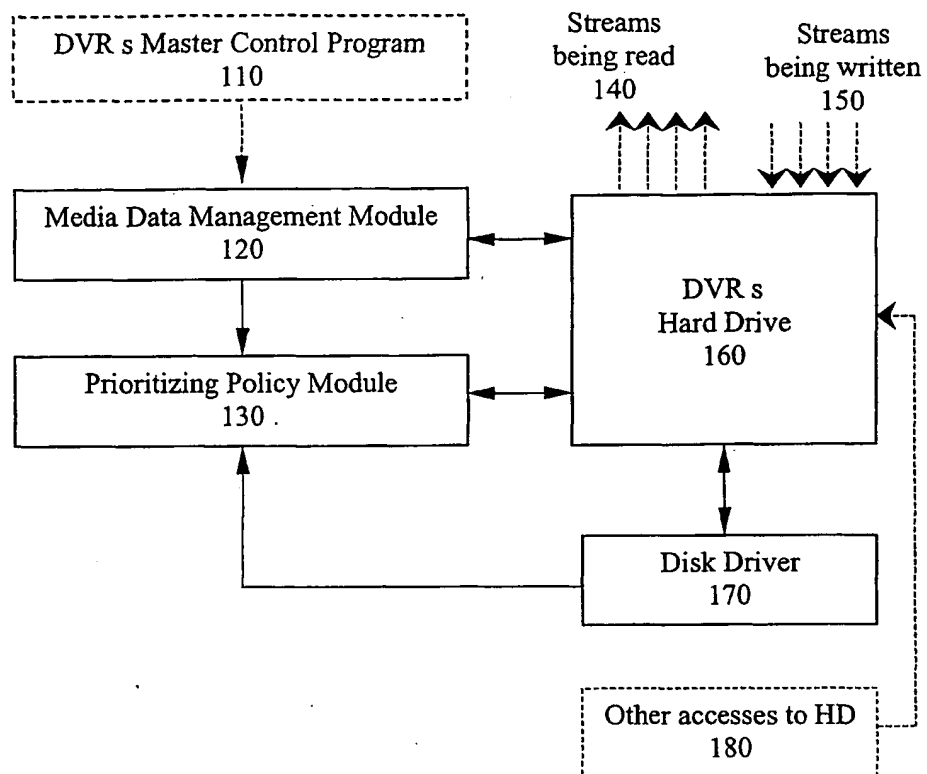 DVR s Master Control Program
110
Streams
being read
140
Streams
being written
150
Media Data Management Module
120
DVR s
Hard Drive
160
Prioritizing Policy Module
130
Disk Driver
170
Other accesses to HD
180